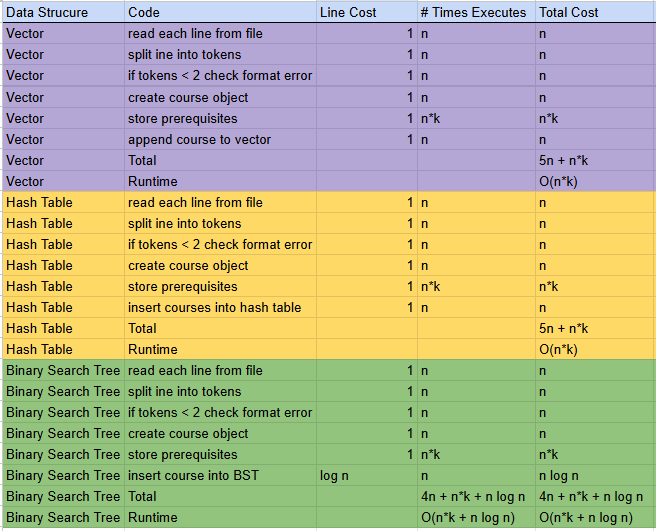 Data Strucure Code Line Cost # Times Executes Total Cost
Vector read each line from file 1 n n
Vector split ine into tokens 1 n n
Vector if tokens < 2 check format error 1 n n
Vector create course object 1 n n
Vector store prerequisites 1 n*k n*k
Vector append course to vector 1 n n
Vector Total 5n + n*k
Vector Runtime O(n*k)
Hash Table read each line from file 1 n n
Hash Table split ine into tokens 1 n n
Hash Table if tokens < 2 check format error 1 n n
Hash Table create course object 1 n n
Hash Table store prerequisites 1 n*k n*k
Hash Table insert courses into hash table 1 n n
Hash Table Total 5n + n*k
Hash Table Runtime O(n*k)
Binary Search Tree read each line from file 1 n n
Binary Search Tree split ine into tokens 1 n n
Binary Search Tree if tokens < 2 check format error 1 n n
Binary Search Tree create course object 1 n n
Binary Search Tree store prerequisites 1 n*k n*k
Binary Search Tree insert course into BST log n n n log n
Binary Search Tree Total 4n + n*k + n log n 4n + n*k + n log n
Binary Search Tree Runtime O(n*k + n log n) O(n*k + n log n)